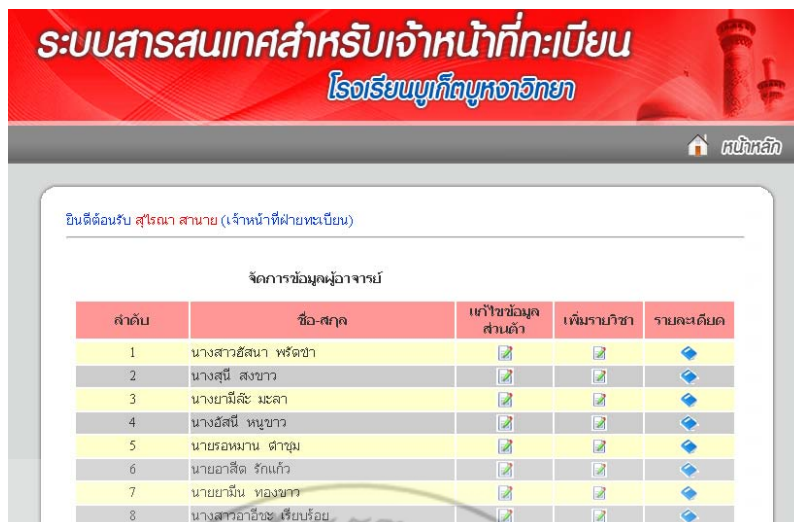 ระบบสารสนเทศสำหรับเจ้าหน้าที่ทะเบียน
โรงเรียนบูเก็ตบูหงาวิทยา
หน้าหลัก
ยินดีต้อนรับ สุไรณา สานาย (เจ้าหน้าที่ฝ่ายทะเบียน)
จัดการข้อมูลผู้อาจารย์
ลำดับ ชื่อ-สกุล แก้ไขข้อมูลส่วนตัว เพิ่มรายวิชา รายละเอียด
1 นางสาวฮัสนา พรัดขำ
2 นางสุนี สงขาว
3 นางยามีล๊ะ มะลา
4 นางอัสนี หนูขาว
5 นายรอหมาน ดำชุม
6 นายอาสีด รักแก้ว
7 นายยามีน ทองขาว
8 นางสาวอาอีชะ เรียบร้อย